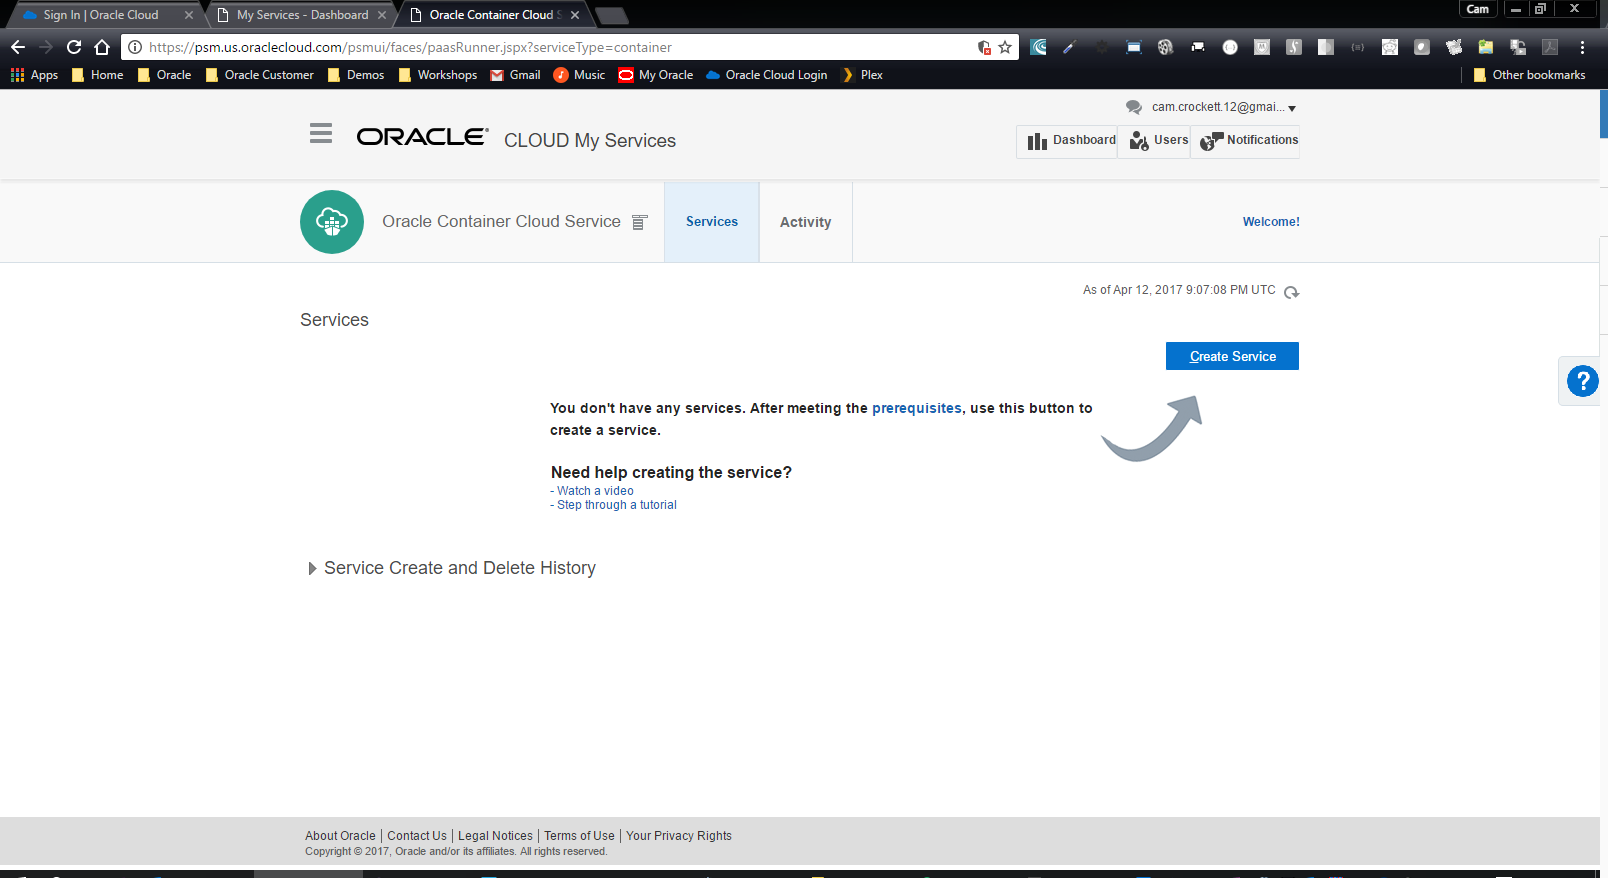 Sign In | Oracle Cloud
My Services - Dashboard
Oracle Container Cloud S
Cam
https://psm.us.oraclecloud.com/psmui/faces/paasRunner.jspx?serviceType=container
Apps Home Oracle Oracle Customer Demos Workshops Gmail Music My Oracle Oracle Cloud Login Plex Other bookmarks
cam.crockett.12@gmai...
ORACLE® CLOUD My Services
Dashboard Users Notifications
Oracle Container Cloud Service Services Activity Welcome!
As of Apr 12, 2017 9:07:08 PM UTC
Services
Create Service
?
You don't have any services. After meeting the prerequisites, use this button to
create a service.
Need help creating the service?
- Watch a video
- Step through a tutorial
Service Create and Delete History
About Oracle | Contact Us | Legal Notices | Terms of Use | Your Privacy Rights
Copyright © 2017, Oracle and/or its affiliates. All rights reserved.